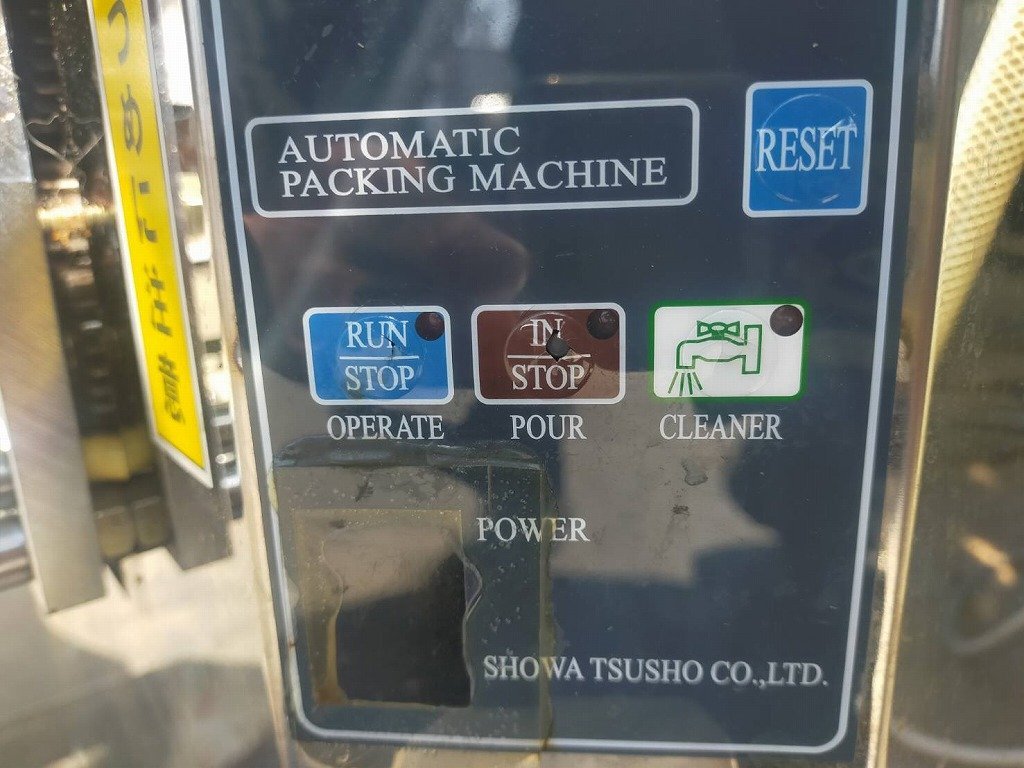 AUTOMATIC
PACKING MACHINE
RESET
RUN
STOP
OPERATE
IN
STOP
POUR
CLEANER
POWER
SHOWA TSUSHO CO.,LTD.